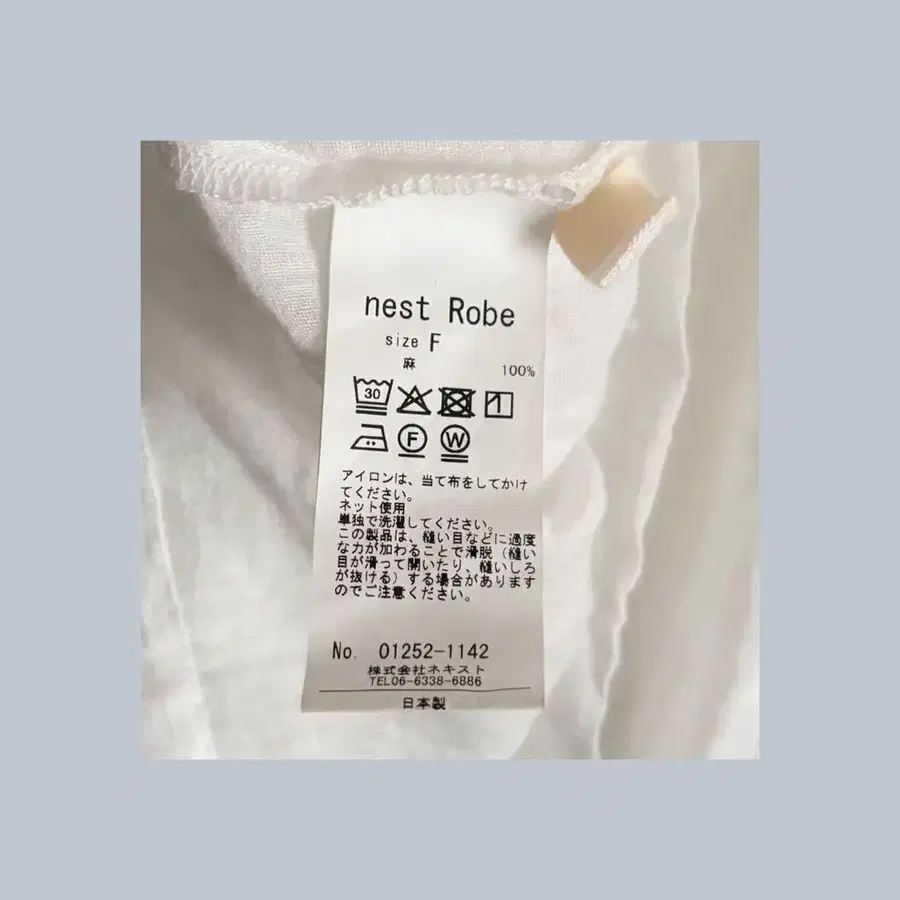 nest Robe
size F
麻
100%
30
F W
アイロンは、当て布をしてかけ
てください。
ネット使用
単独で洗濯してください。
この製品は、縫い目などに過度
な力が加わることで滑脱（縫い
目が滑って開いたり、縫いしろ
が抜ける）する場合があります
のでご注意ください。
No. 01252-1142
株式会社ネキスト
TEL06-6338-6886
日本製